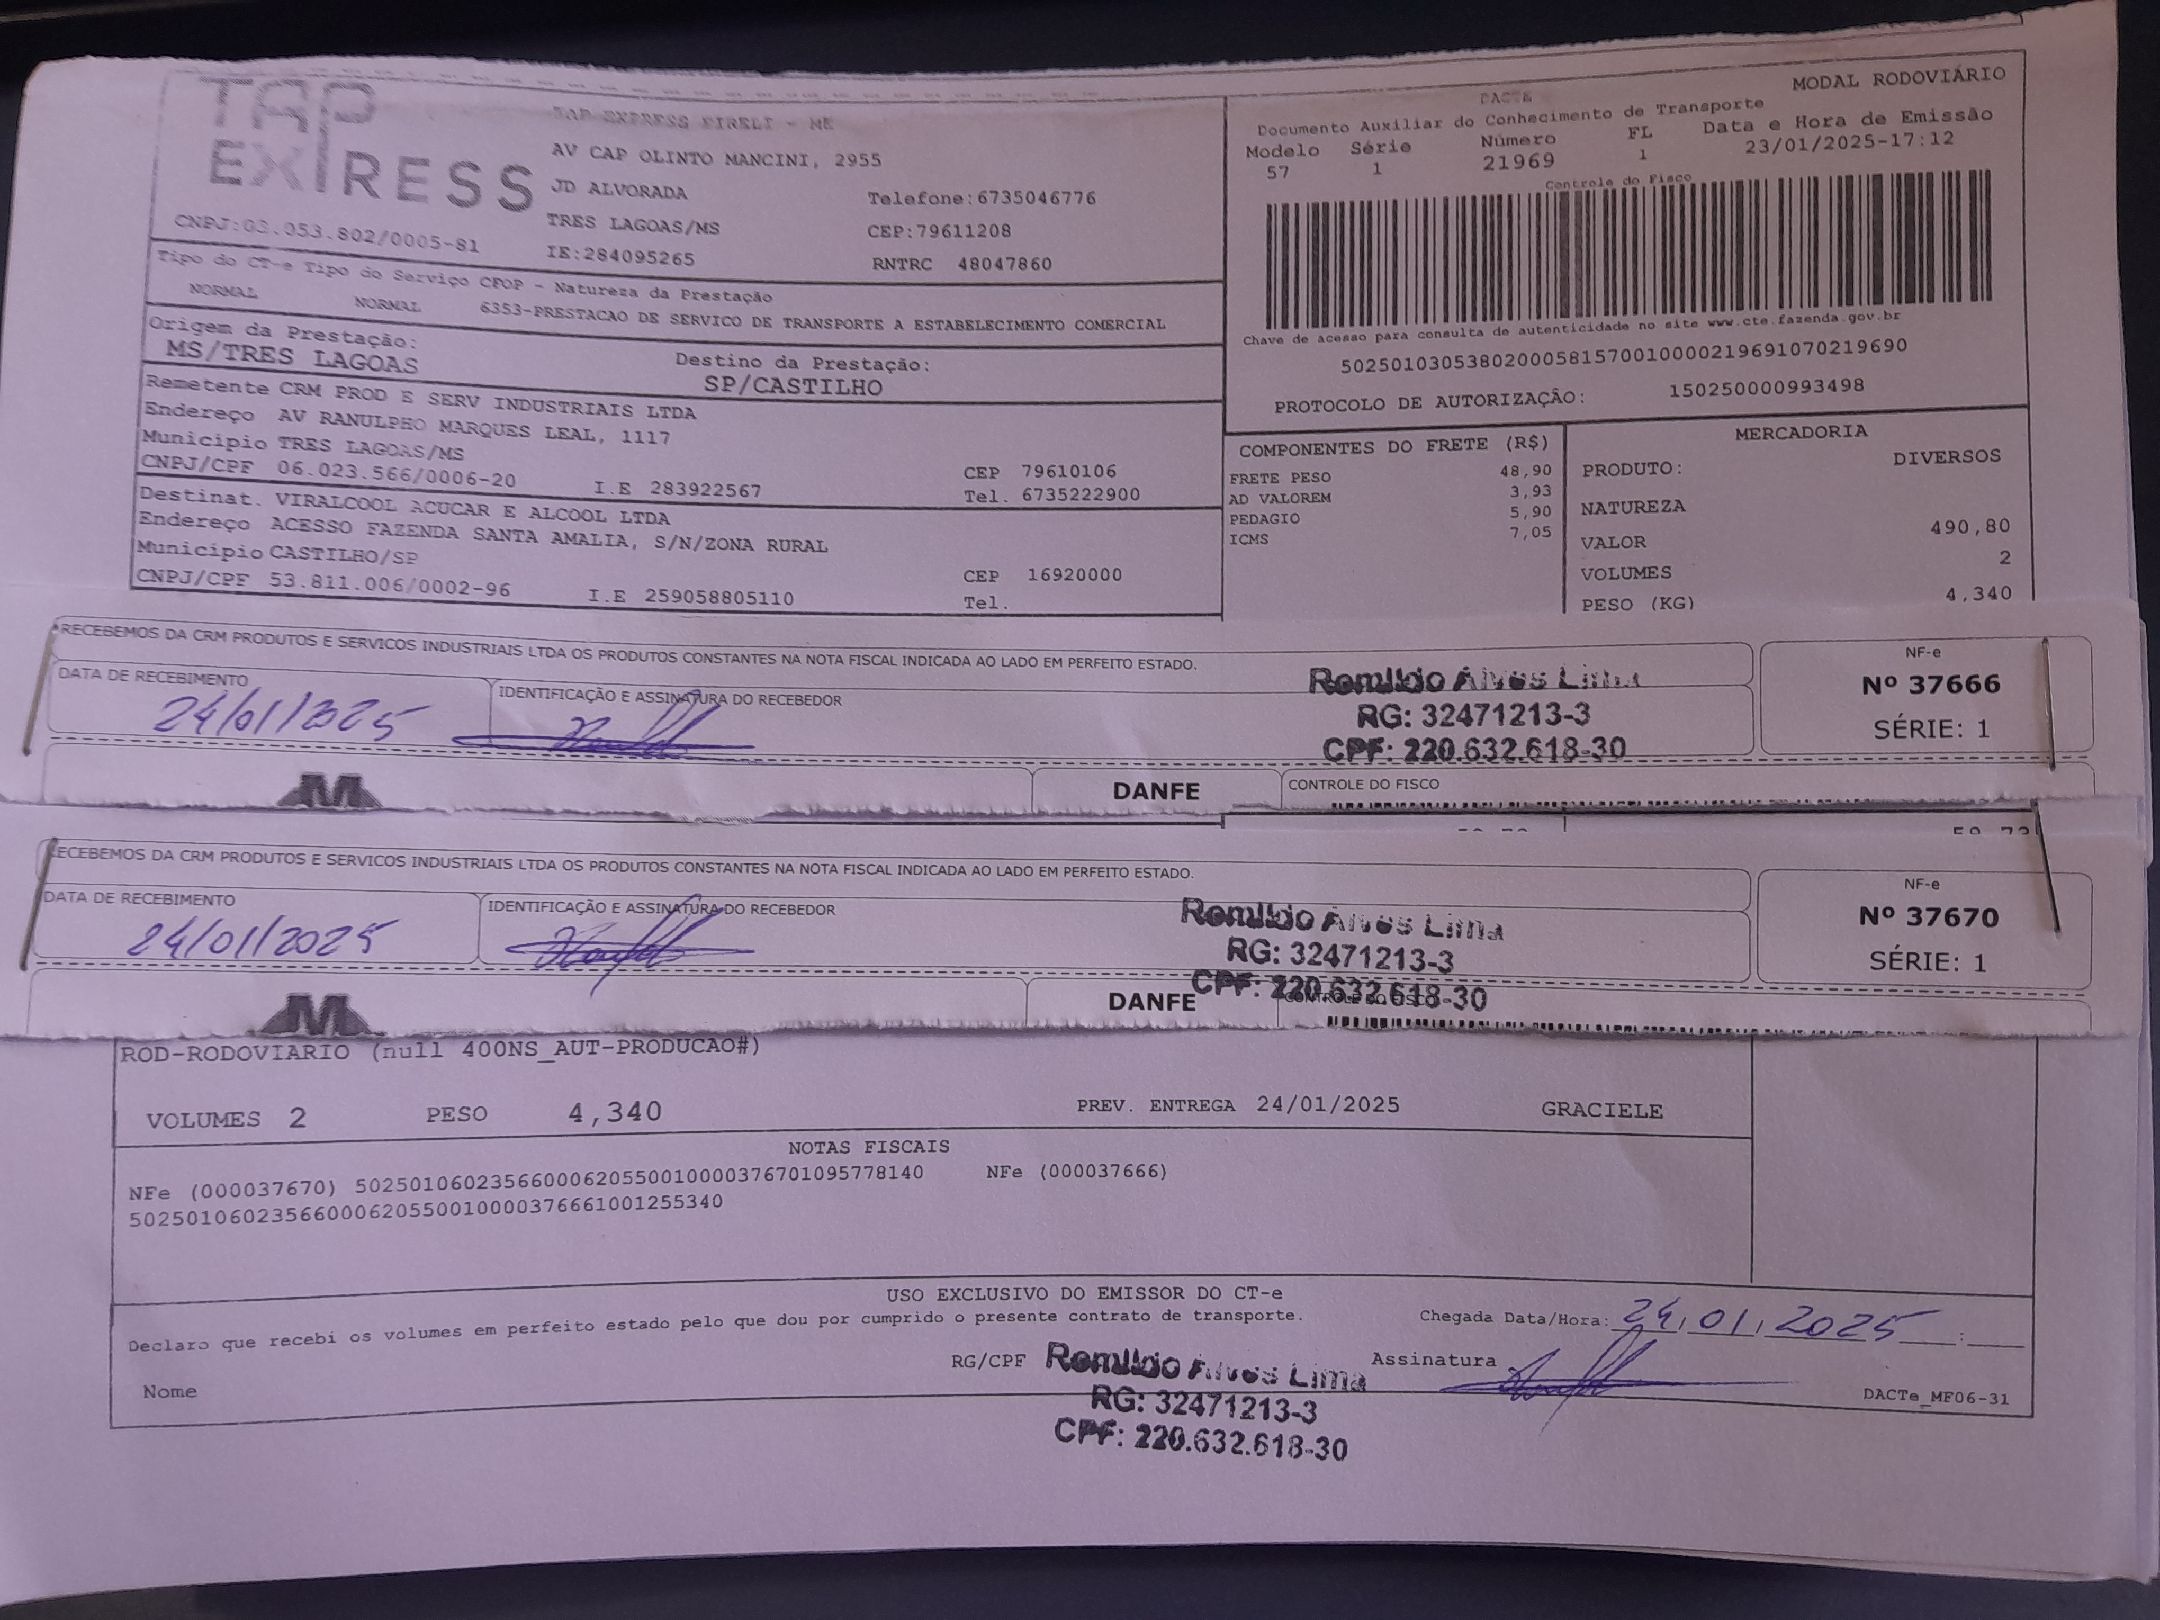 TAP
EXPRESS
TAP EXPRESS EIRELI - ME
AV CAP OLINTO MANCINI, 2955
JD ALVORADA
Telefone:6735046776
TRES LAGOAS/MS
CEP:79611208
CNPJ:03.053.802/0005-81
IE:284095265
RNTRC 48047860
MODAL RODOVIÁRIO
DACTE
Documento Auxiliar do Conhecimento de Transporte
Modelo Série Número FL Data e Hora de Emissão
57 1 21969 1 23/01/2025-17:12
Controle do Fisco
Chave de acesso para consulta de autenticidade no site www.cte.fazenda.gov.br
50250103053802000581570010000219691070219690
PROTOCOLO DE AUTORIZAÇÃO: 150250000993498
Tipo do CT-e Tipo do Serviço CFOP - Natureza da Prestação
NORMAL NORMAL 6353-PRESTACAO DE SERVICO DE TRANSPORTE A ESTABELECIMENTO COMERCIAL
Origem da Prestação: Destino da Prestação:
MS/TRES LAGOAS SP/CASTILHO
Remetente CRM PROD E SERV INDUSTRIAIS LTDA
Endereço AV RANULPHO MARQUES LEAL, 1117
Município TRES LAGOAS/MS CEP 79610106
CNPJ/CPF 06.023.566/0006-20 I.E 283922567 Tel. 6735222900
Destinat. VIRALCOOL ACUCAR E ALCOOL LTDA
Endereço ACESSO FAZENDA SANTA AMALIA, S/N/ZONA RURAL
Município CASTILHO/SP CEP 16920000
CNPJ/CPF 53.811.006/0002-96 I.E 259058805110 Tel.
COMPONENTES DO FRETE (R$)
FRETE PESO 48,90
AD VALOREM 3,93
PEDAGIO 5,90
ICMS 7,05
MERCADORIA
PRODUTO: DIVERSOS
NATUREZA
VALOR 490,80
VOLUMES 2
PESO (KG) 4,340
RECEBEMOS DA CRM PRODUTOS E SERVICOS INDUSTRIAIS LTDA OS PRODUTOS CONSTANTES NA NOTA FISCAL INDICADA AO LADO EM PERFEITO ESTADO.
DATA DE RECEBIMENTO
24/01/2025
IDENTIFICAÇÃO E ASSINATURA DO RECEBEDOR
Romildo Alves Lima
RG: 32471213-3
CPF: 220.632.618-30
NF-e
Nº 37666
SÉRIE: 1
DANFE
CONTROLE DO FISCO
RECEBEMOS DA CRM PRODUTOS E SERVICOS INDUSTRIAIS LTDA OS PRODUTOS CONSTANTES NA NOTA FISCAL INDICADA AO LADO EM PERFEITO ESTADO.
DATA DE RECEBIMENTO
24/01/2025
IDENTIFICAÇÃO E ASSINATURA DO RECEBEDOR
Romildo Alves Lima
RG: 32471213-3
CPF: 220.632.618-30
NF-e
Nº 37670
SÉRIE: 1
DANFE
CONTROLE DO FISCO
ROD-RODOVIARIO (null 400NS_AUT-PRODUCAO#)
VOLUMES 2 PESO 4,340 PREV. ENTREGA 24/01/2025 GRACIELE
NOTAS FISCAIS
NFe (000037670) 50250106023566000620550010000376701095778140 NFe (000037666)
50250106023566000620550010000376661001255340
USO EXCLUSIVO DO EMISSOR DO CT-e
Declaro que recebi os volumes em perfeito estado pelo que dou por cumprido o presente contrato de transporte.
Chegada Data/Hora: 24,01,2025 :
Nome
RG/CPF
Romildo Alves Lima
RG: 32471213-3
CPF: 220.632.618-30
Assinatura
DACTe_MF06-31